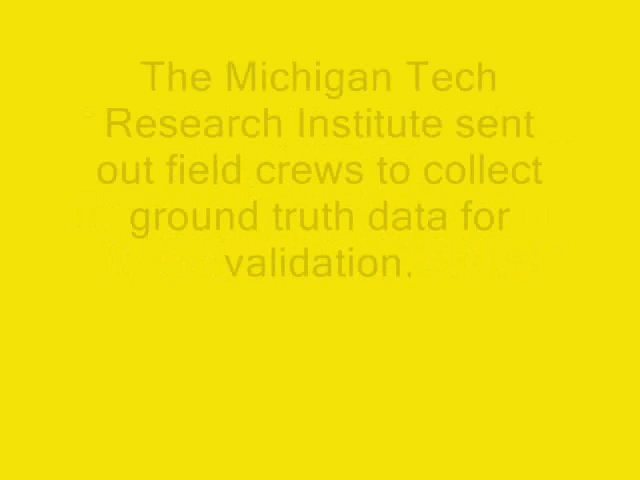 The Michigan Tech
Research Institute sent
out field crews to collect
ground truth data for
validation.